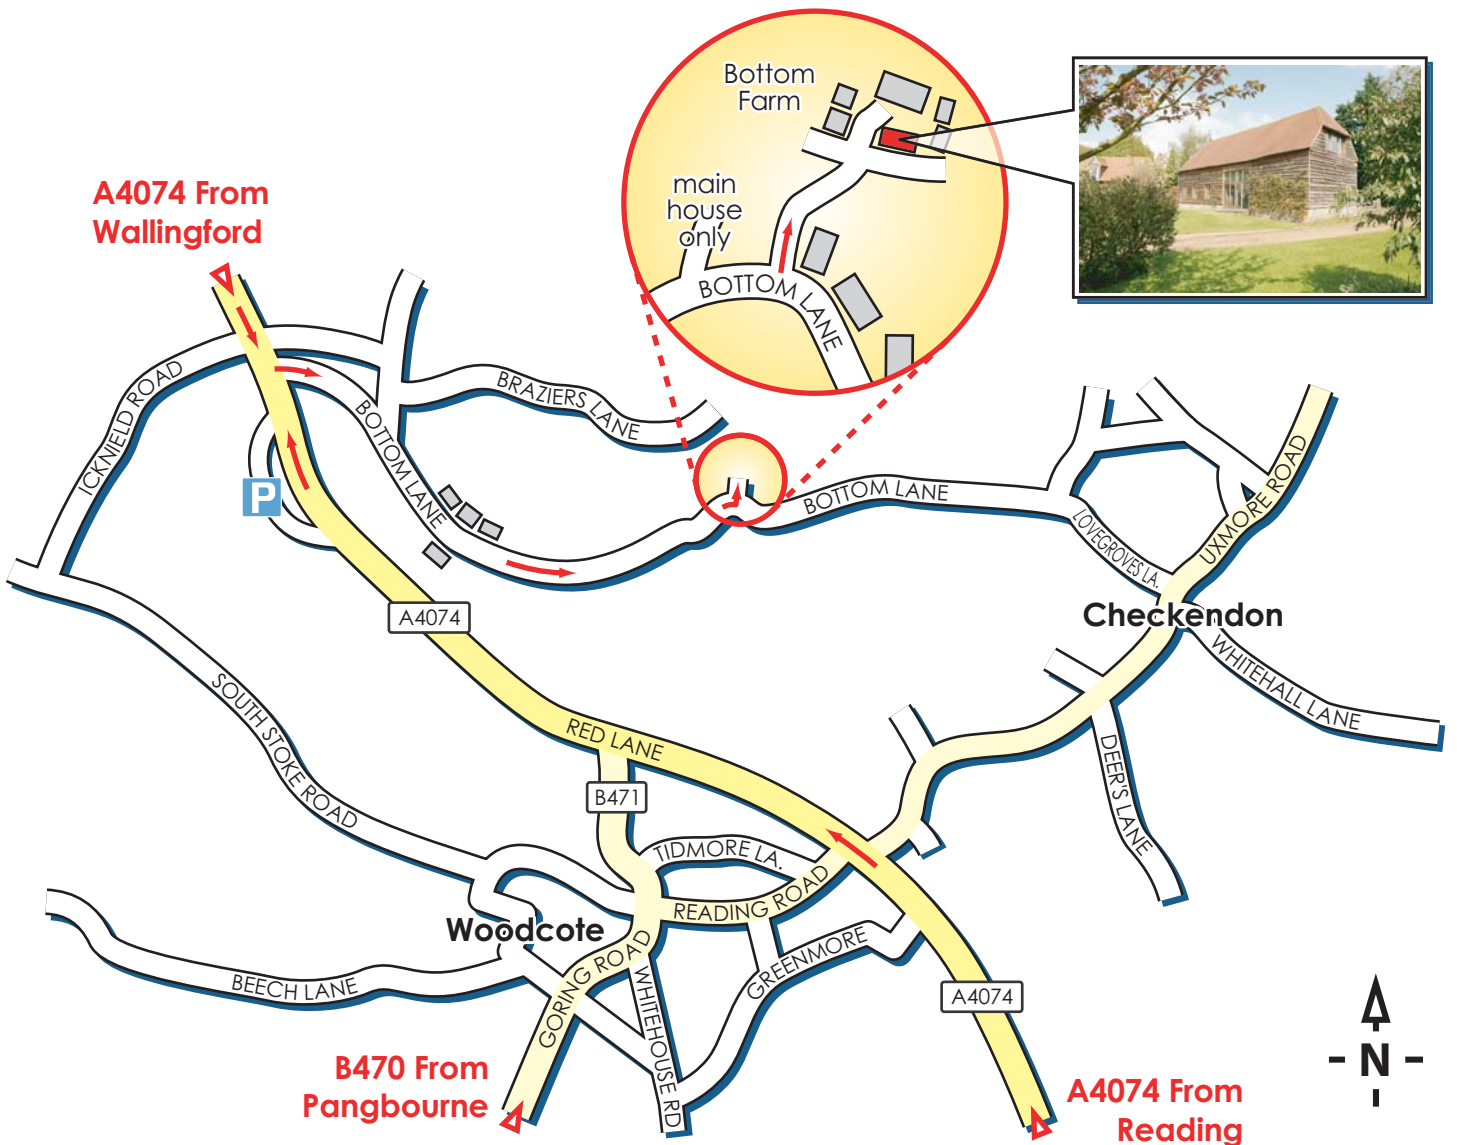 Bottom
Farm
main
house
only
BOTTOM LANE
A4074 From
Wallingford
ICKNIELD ROAD
BRAZIERS LANE
BOTTOM LANE
BOTTOM LANE
P
LOVEGROVES LA.
UXMORE ROAD
A4074
Checkendon
WHITEHALL LANE
SOUTH STOKE ROAD
RED LANE
DEER'S LANE
B471
TIDMORE LA.
READING ROAD
Woodcote
GORING ROAD
GREENMORE
BEECH LANE
WHITEHOUSE RD
A4074
B470 From
Pangbourne
A4074 From
Reading
N